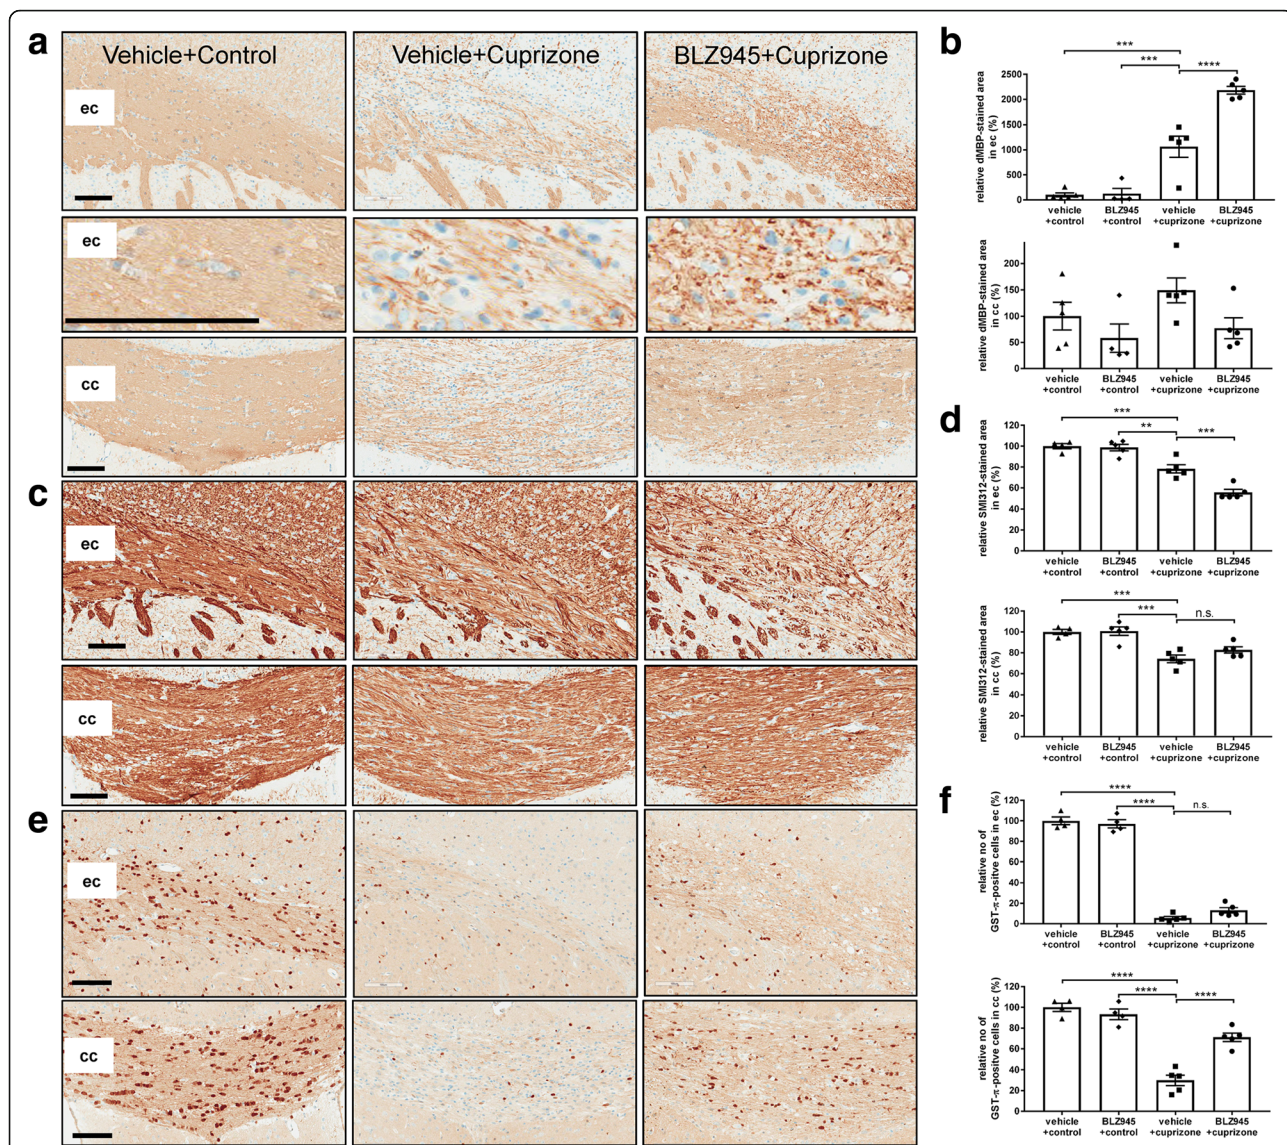 a
Vehicle+Control
Vehicle+Cuprizone
BLZ945+Cuprizone
ec
ec
cc
b
***
***
****
relative dMBP-stained area
in ec (%)
2500
2000
1500
1000
500
0
vehicle
+control
BLZ945
+control
vehicle
+cuprizone
BLZ945
+cuprizone
relative dMBP-stained area
in cc (%)
200
150
100
50
0
vehicle
+control
BLZ945
+control
vehicle
+cuprizone
BLZ945
+cuprizone
c
ec
cc
d
***
**
***
relative SMI312-stained area
in ec (%)
120
100
80
60
40
20
0
vehicle
+control
BLZ945
+control
vehicle
+cuprizone
BLZ945
+cuprizone
***
***
n.s.
relative SMI312-stained area
in cc (%)
120
100
80
60
40
20
0
vehicle
+control
BLZ945
+control
vehicle
+cuprizone
BLZ945
+cuprizone
e
ec
cc
f
****
****
n.s.
relative no of
GST-π-positve cells in ec (%)
120
100
80
60
40
20
0
vehicle
+control
BLZ945
+control
vehicle
+cuprizone
BLZ945
+cuprizone
****
****
****
relative no of
GST-π-positve cells in cc (%)
120
100
80
60
40
20
0
vehicle
+control
BLZ945
+control
vehicle
+cuprizone
BLZ945
+cuprizone